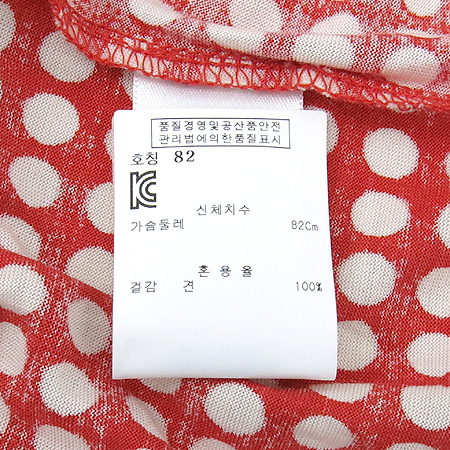 품질경영및공산품안전
관리법에의한품질표시
호칭 82
KC
신체치수
가슴둘레 82Cm
혼용율
겉감 견 100%